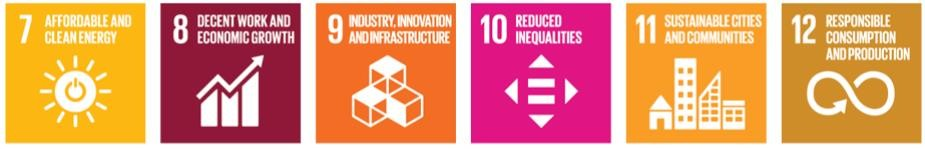 7 AFFORDABLE AND
CLEAN ENERGY
8 DECENT WORK AND
ECONOMIC GROWTH
9 INDUSTRY, INNOVATION
AND INFRASTRUCTURE
10 REDUCED
INEQUALITIES
11 SUSTAINABLE CITIES
AND COMMUNITIES
12 RESPONSIBLE
CONSUMPTION
AND PRODUCTION